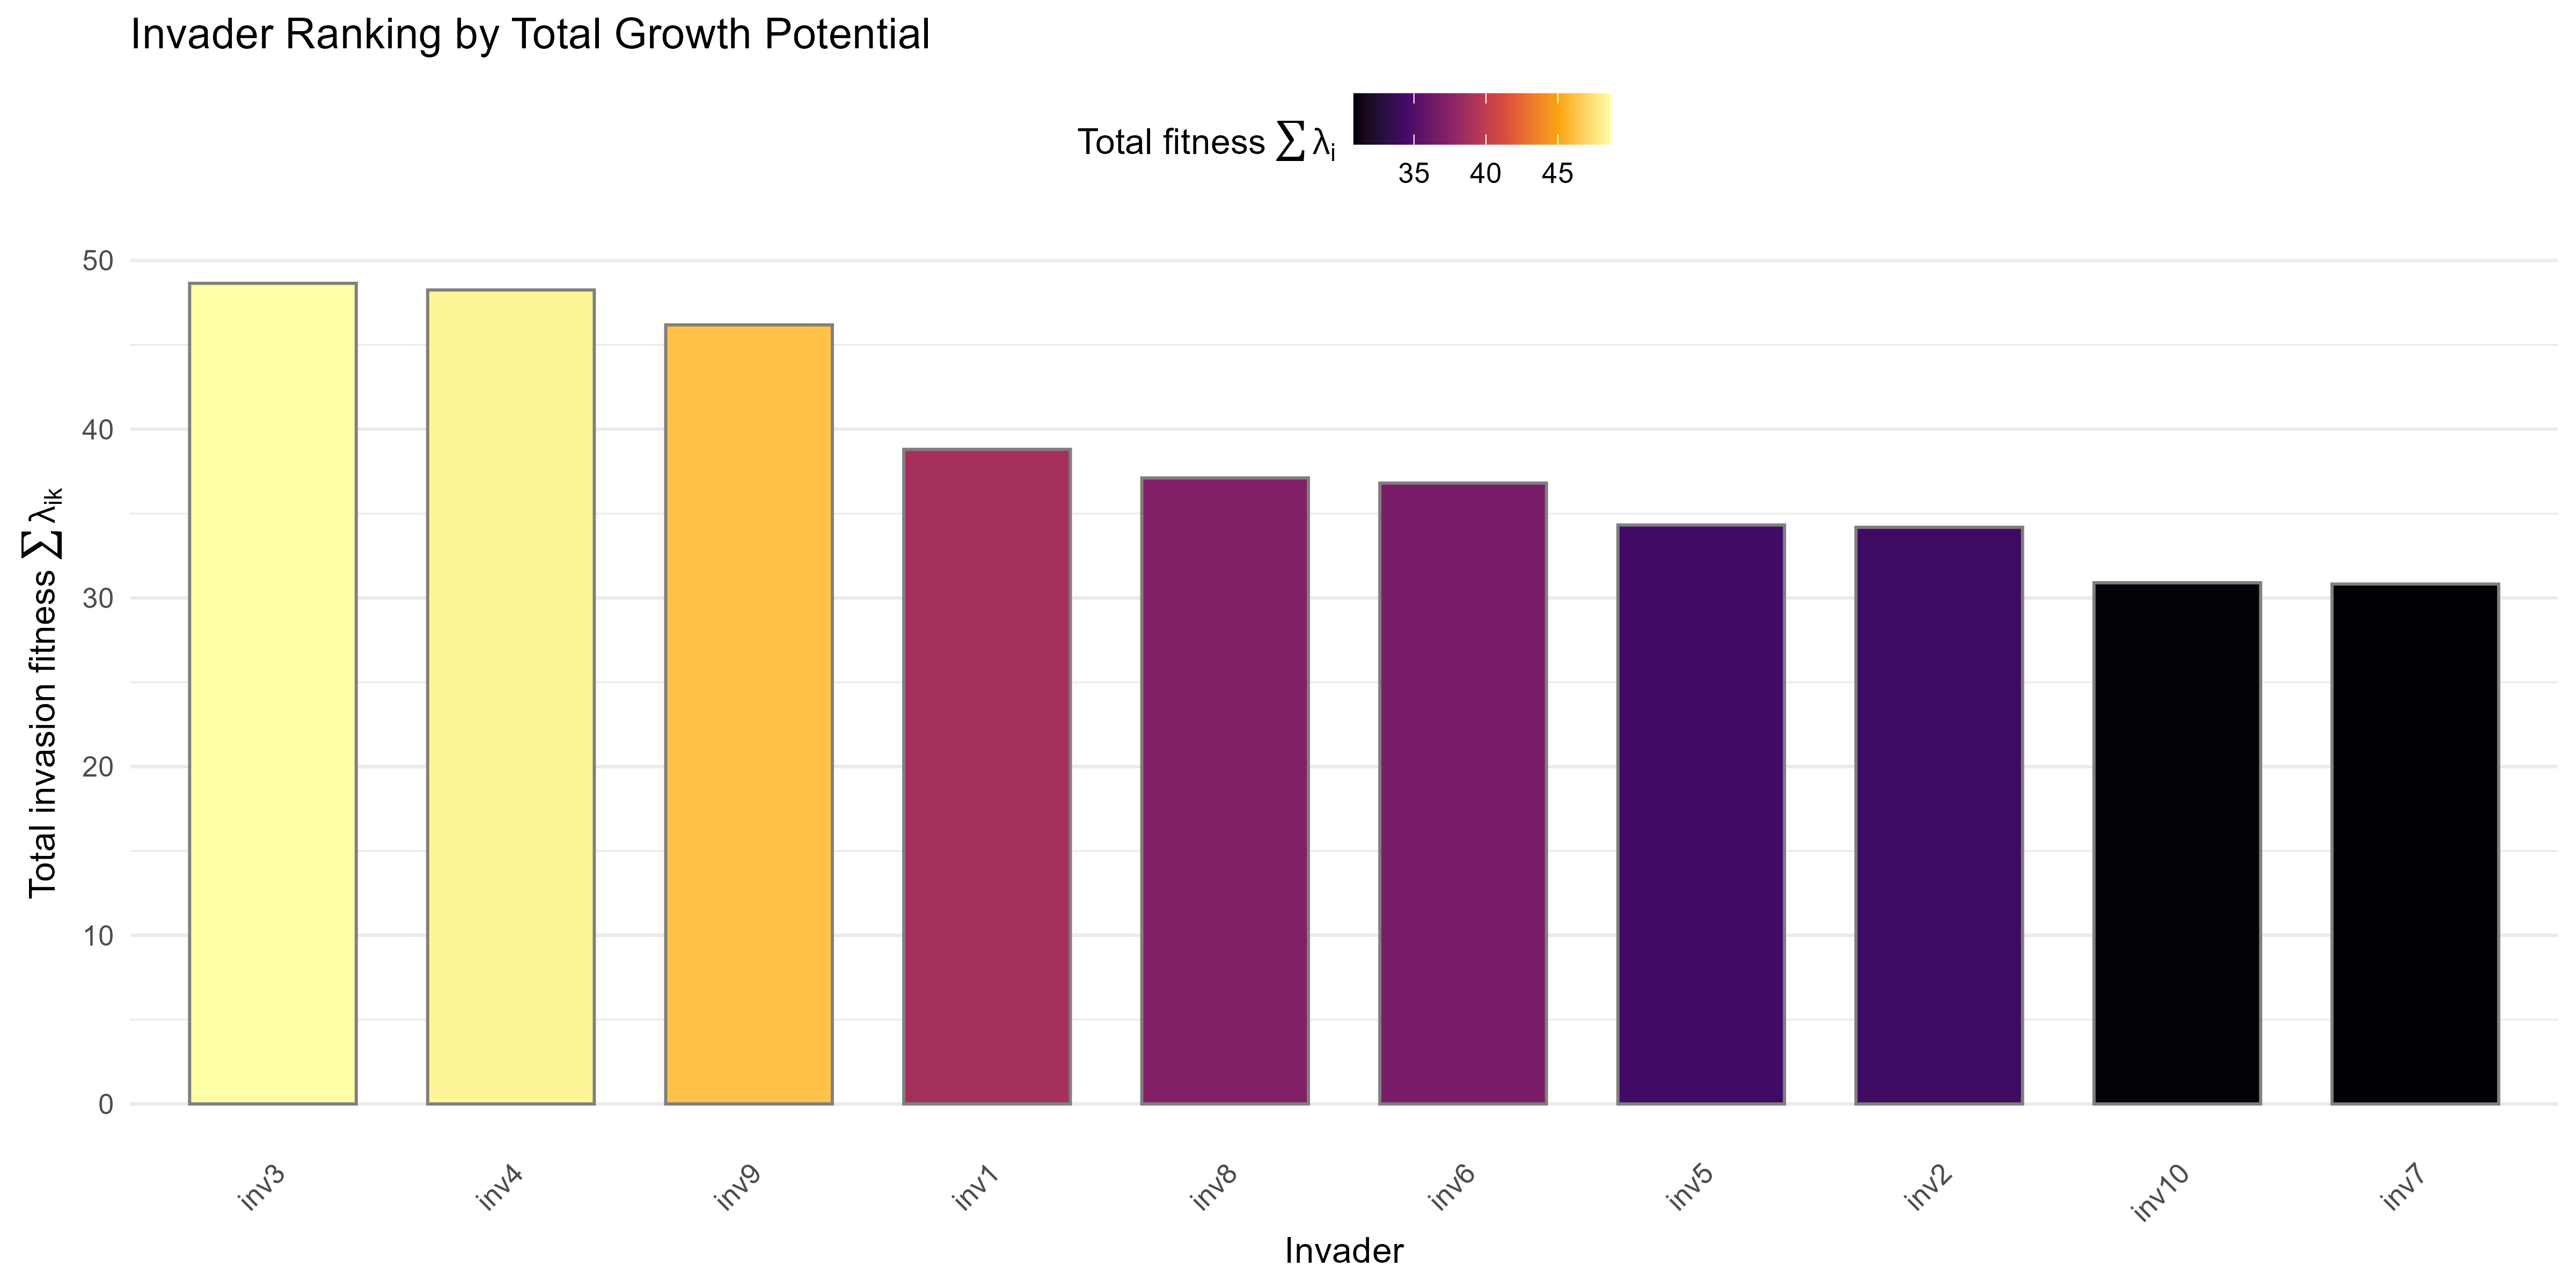 Invader Ranking by Total Growth Potential
Total fitness ∑ λi
35 40 45
Total invasion fitness ∑ λik
50
40
30
20
10
0
inv3 inv4 inv9 inv1 inv8 inv6 inv5 inv2 inv10 inv7
Invader